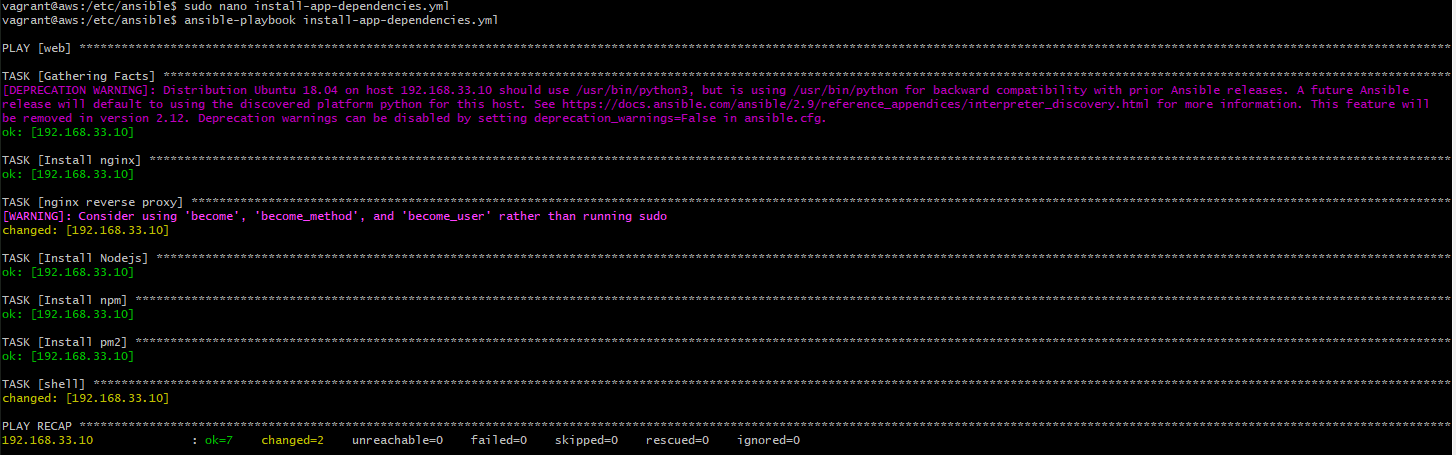 vagrant@aws:/etc/ansible$ sudo nano install-app-dependencies.yml
vagrant@aws:/etc/ansible$ ansible-playbook install-app-dependencies.yml
PLAY [web] ****************************************************************************************************
TASK [Gathering Facts] ****************************************************************************************************
[DEPRECATION WARNING]: Distribution Ubuntu 18.04 on host 192.168.33.10 should use /usr/bin/python3, but is using /usr/bin/python for backward compatibility with prior Ansible releases. A future Ansible
release will default to using the discovered platform python for this host. See https://docs.ansible.com/ansible/2.9/reference_appendices/interpreter_discovery.html for more information. This feature will
be removed in version 2.12. Deprecation warnings can be disabled by setting deprecation_warnings=False in ansible.cfg.
ok: [192.168.33.10]
TASK [Install nginx] ****************************************************************************************************
ok: [192.168.33.10]
TASK [nginx reverse proxy] ****************************************************************************************************
[WARNING]: Consider using 'become', 'become_method', and 'become_user' rather than running sudo
changed: [192.168.33.10]
TASK [Install Nodejs] ****************************************************************************************************
ok: [192.168.33.10]
TASK [Install npm] ****************************************************************************************************
ok: [192.168.33.10]
TASK [Install pm2] ****************************************************************************************************
ok: [192.168.33.10]
TASK [shell] ****************************************************************************************************
changed: [192.168.33.10]
PLAY RECAP ****************************************************************************************************
192.168.33.10 : ok=7 changed=2 unreachable=0 failed=0 skipped=0 rescued=0 ignored=0